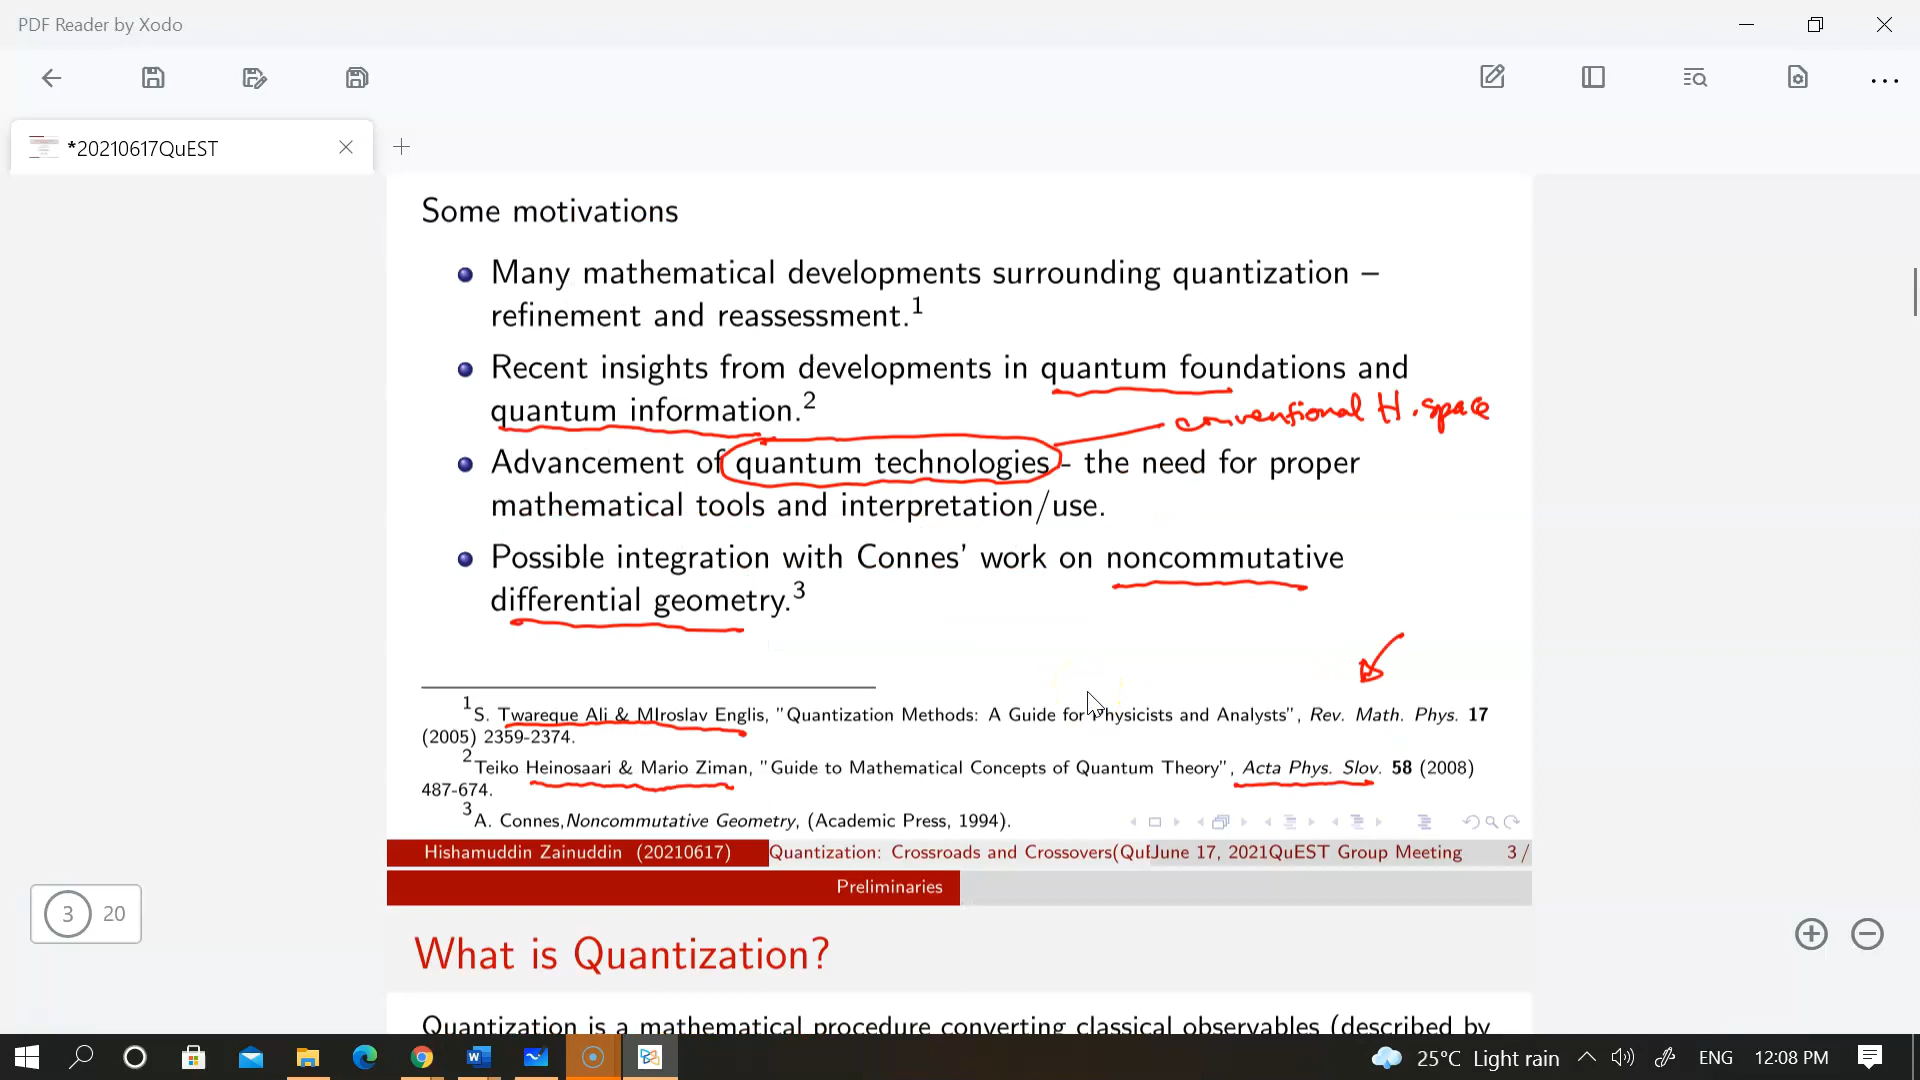 PDF Reader by Xodo
*20210617QuEST
Some motivations
Many mathematical developments surrounding quantization –
refinement and reassessment.1
Recent insights from developments in quantum foundations and
quantum information.2
conventional H. space
Advancement of quantum technologies - the need for proper
mathematical tools and interpretation/use.
Possible integration with Connes' work on noncommutative
differential geometry.3
1S. Twareque Ali & MIroslav Englis, "Quantization Methods: A Guide for Physicists and Analysts", Rev. Math. Phys. 17
(2005) 2359-2374.
2Teiko Heinosaari & Mario Ziman, "Guide to Mathematical Concepts of Quantum Theory", Acta Phys. Slov. 58 (2008)
487-674.
3A. Connes,Noncommutative Geometry, (Academic Press, 1994).
Hishamuddin Zainuddin (20210617) Quantization: Crossroads and Crossovers(Qu June 17, 2021QuEST Group Meeting 3 /
Preliminaries
3 20
What is Quantization?
Quantization is a mathematical procedure converting classical observables (described by
25°C Light rain ENG 12:08 PM